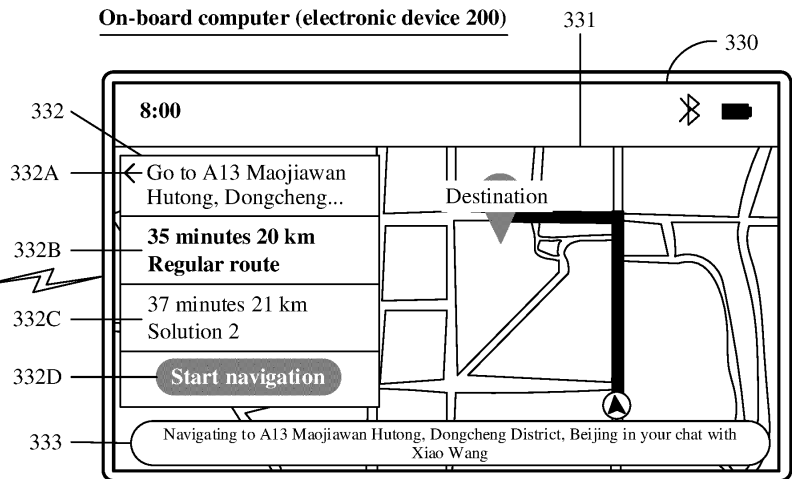 On-board computer (electronic device 200)
331
330
8:00
332
332A
Go to A13 Maojiawan
Hutong, Dongcheng...
Destination
332B
35 minutes 20 km
Regular route
332C
37 minutes 21 km
Solution 2
332D
Start navigation
333
Navigating to A13 Maojiawan Hutong, Dongcheng District, Beijing in your chat with
Xiao Wang